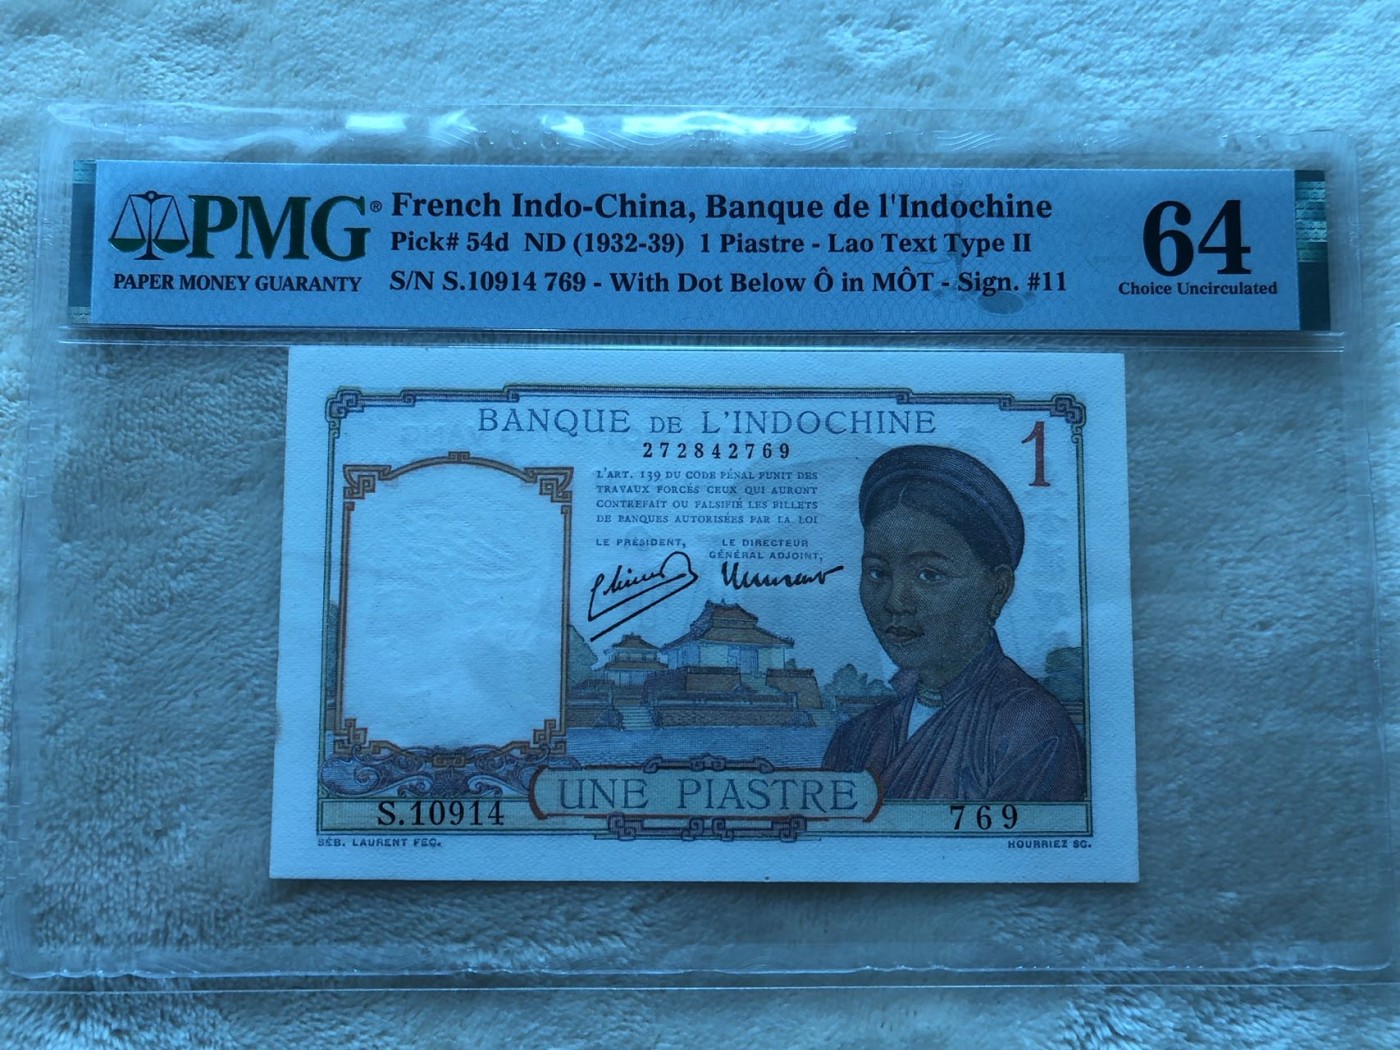 PMG®
PAPER MONEY GUARANTY
French Indo-China, Banque de l'Indochine
Pick# 54d ND (1932-39) 1 Piastre - Lao Text Type II
S/N S.10914 769 - With Dot Below Ô in MÔT - Sign. #11
64
Choice Uncirculated
BANQUE DE L'INDOCHINE
272842769
1
L'ART. 139 DU CODE PÉNAL PUNIT DES
TRAVAUX FORCÉS CEUX QUI AURONT
CONTREFAIT OU FALSIFIÉ LES BILLETS
DE BANQUES AUTORISÉES PAR LA LOI
LE PRÉSIDENT,
LE DIRECTEUR
GÉNÉRAL ADJOINT,
UNE PIASTRE
S.10914
769
SÉB. LAURENT FEC.
HOURRIEZ SC.